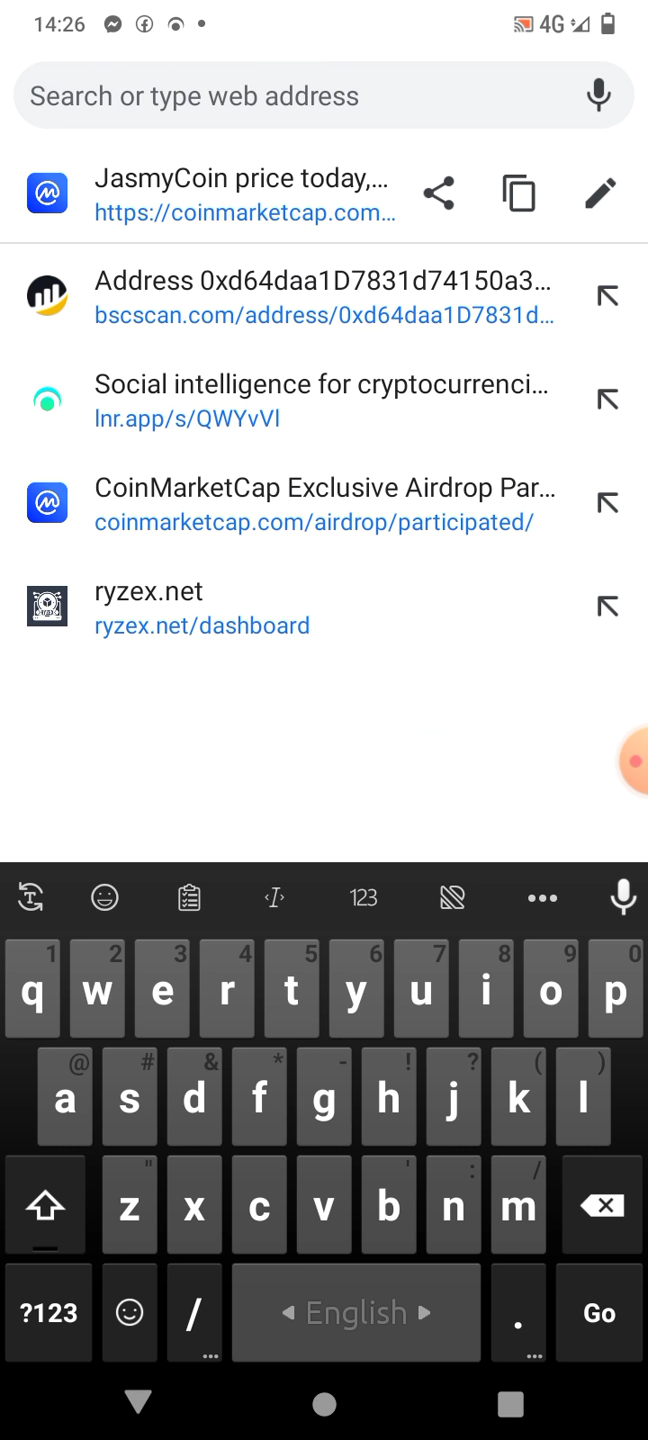 14:26
4G
Search or type web address
JasmyCoin price today,...
https://coinmarketcap.com...
Address 0xd64daa1D7831d74150a3...
bscscan.com/address/0xd64daa1D7831d...
Social intelligence for cryptocurrenci...
lnr.app/s/QWYvVl
CoinMarketCap Exclusive Airdrop Par...
coinmarketcap.com/airdrop/participated/
ryzex.net
ryzex.net/dashboard
123
1 2 3 4 5 6 7 8 9 0
q w e r t y u i o p
@ # & * - ! ? ( )
a s d f g h j k l
" ' : /
z x c v b n m
?123 / English . Go